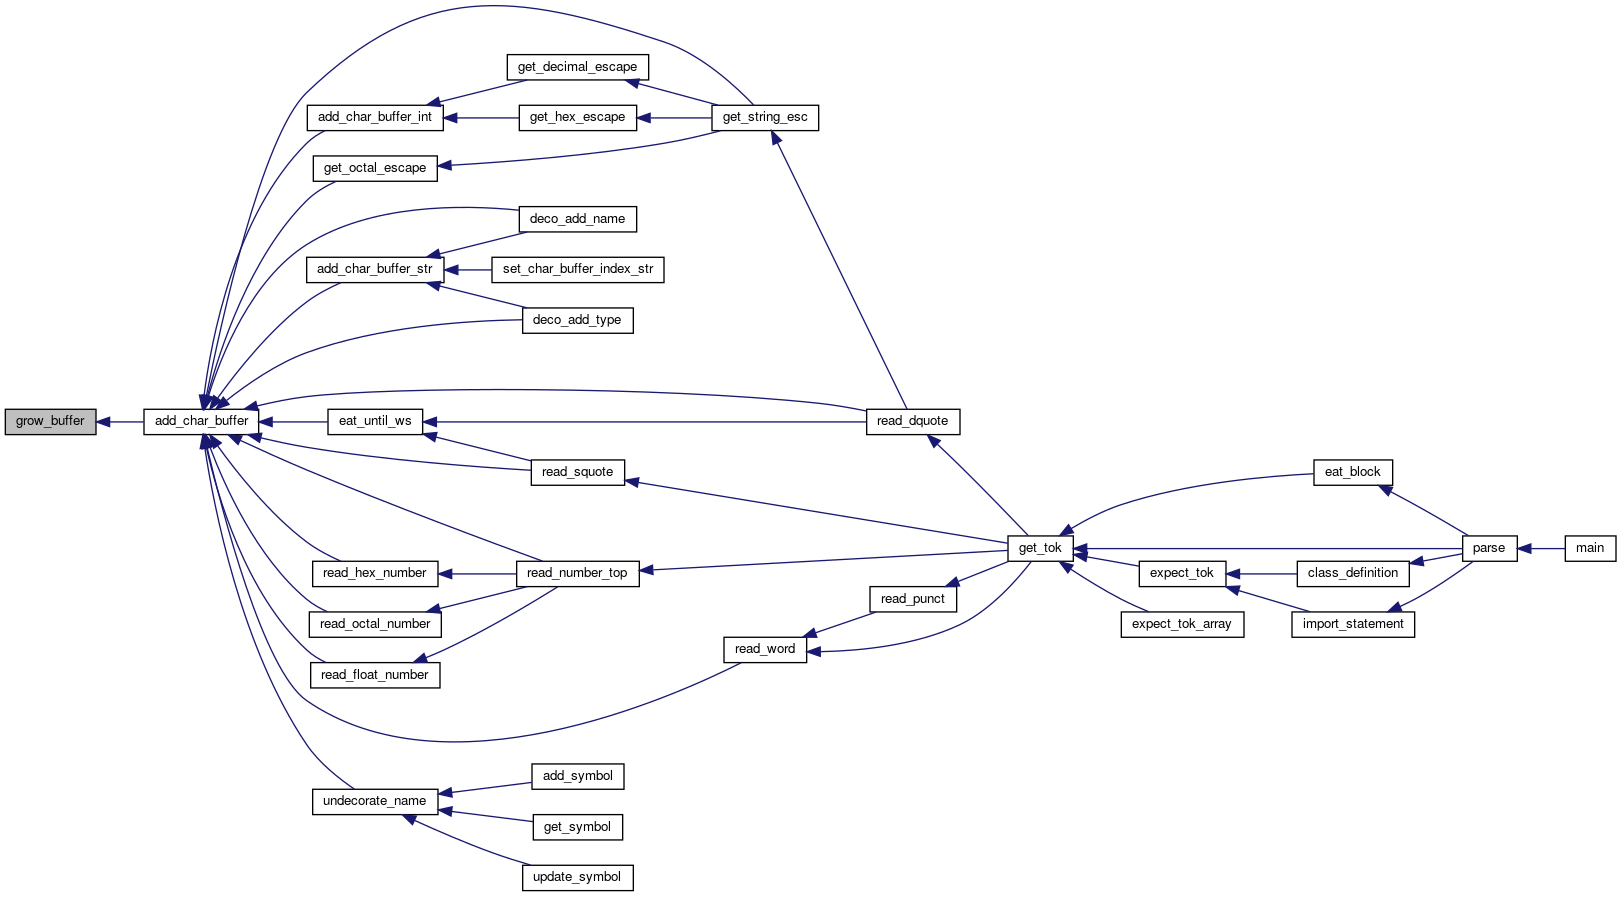 get_decimal_escape
add_char_buffer_int
get_hex_escape
get_string_esc
get_octal_escape
deco_add_name
add_char_buffer_str
set_char_buffer_index_str
deco_add_type
grow_buffer
add_char_buffer
eat_until_ws
read_dquote
read_squote
eat_block
get_tok
parse
main
read_hex_number
read_number_top
expect_tok
class_definition
read_punct
read_octal_number
expect_tok_array
import_statement
read_word
read_float_number
add_symbol
undecorate_name
get_symbol
update_symbol